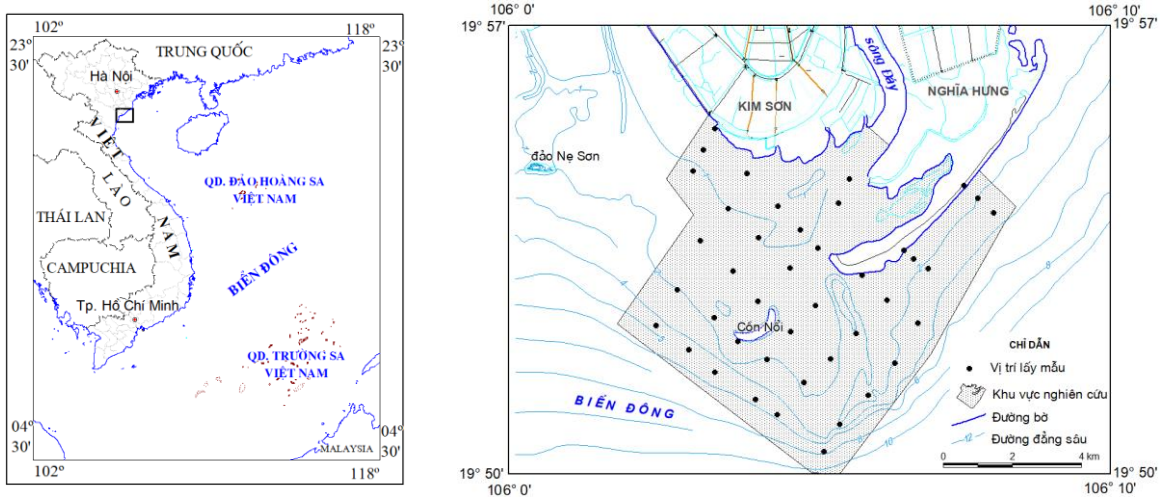 102º
118º
23º
30'
TRUNG QUỐC
23º
30'
Hà Nội
VIỆT
LÀO
NAM
QĐ. ĐẢO HOÀNG SA
VIỆT NAM
THÁI LAN
CAMPUCHIA
BIỂN ĐÔNG
Tp. Hồ Chí Minh
QĐ. TRƯỜNG SA
VIỆT NAM
04º
30'
04º
30'
MALAYSIA
102º
118º
106º 0'
106º 10'
19º 57'
19º 57'
sông Đáy
KIM SƠN
NGHĨA HƯNG
đảo Nẹ Sơn
Cồn Nổi
BIỂN ĐÔNG
CHỈ DẪN
Vị trí lấy mẫu
Khu vực nghiên cứu
Đường bờ
Đường đẳng sâu
0 2 4 km
19º 50'
19º 50'
106º 0'
106º 10'